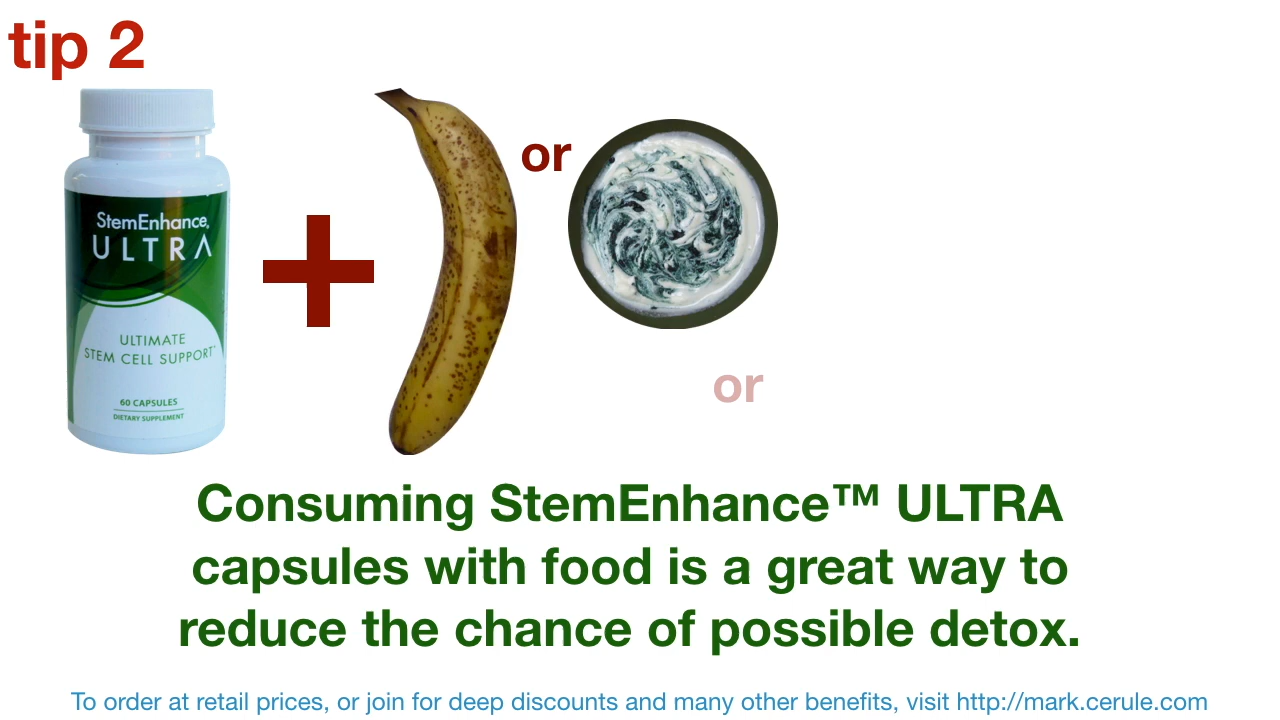 tip 2
StemEnhance®
ULTRA
ULTIMATE
STEM CELL SUPPORT*
60 CAPSULES
DIETARY SUPPLEMENT
or
or
Consuming StemEnhance™ ULTRA
capsules with food is a great way to
reduce the chance of possible detox.
To order at retail prices, or join for deep discounts and many other benefits, visit http://mark.cerule.com